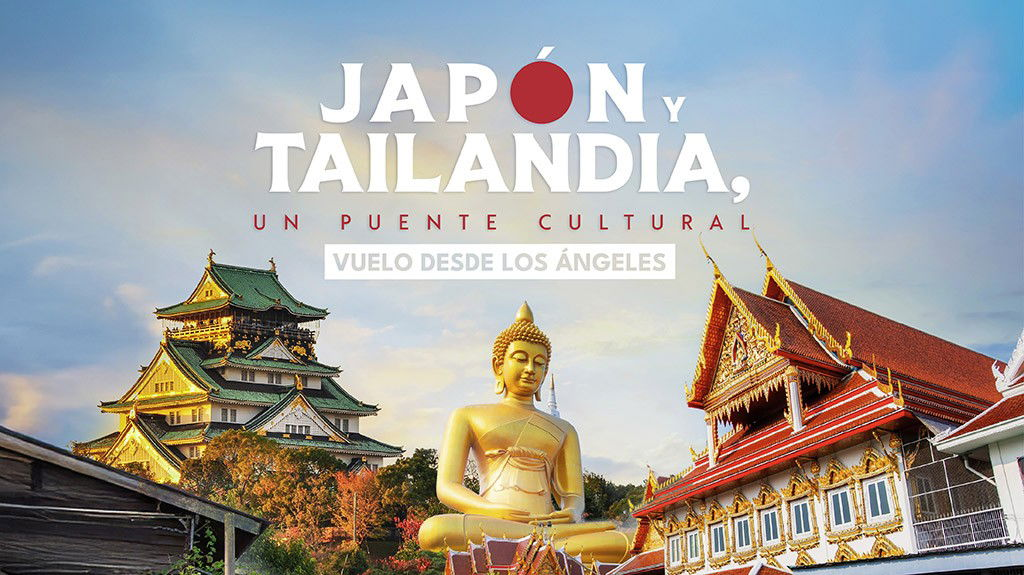 JAPÓN Y
TAILANDIA,
UN PUENTE CULTURAL
VUELO DESDE LOS ÁNGELES